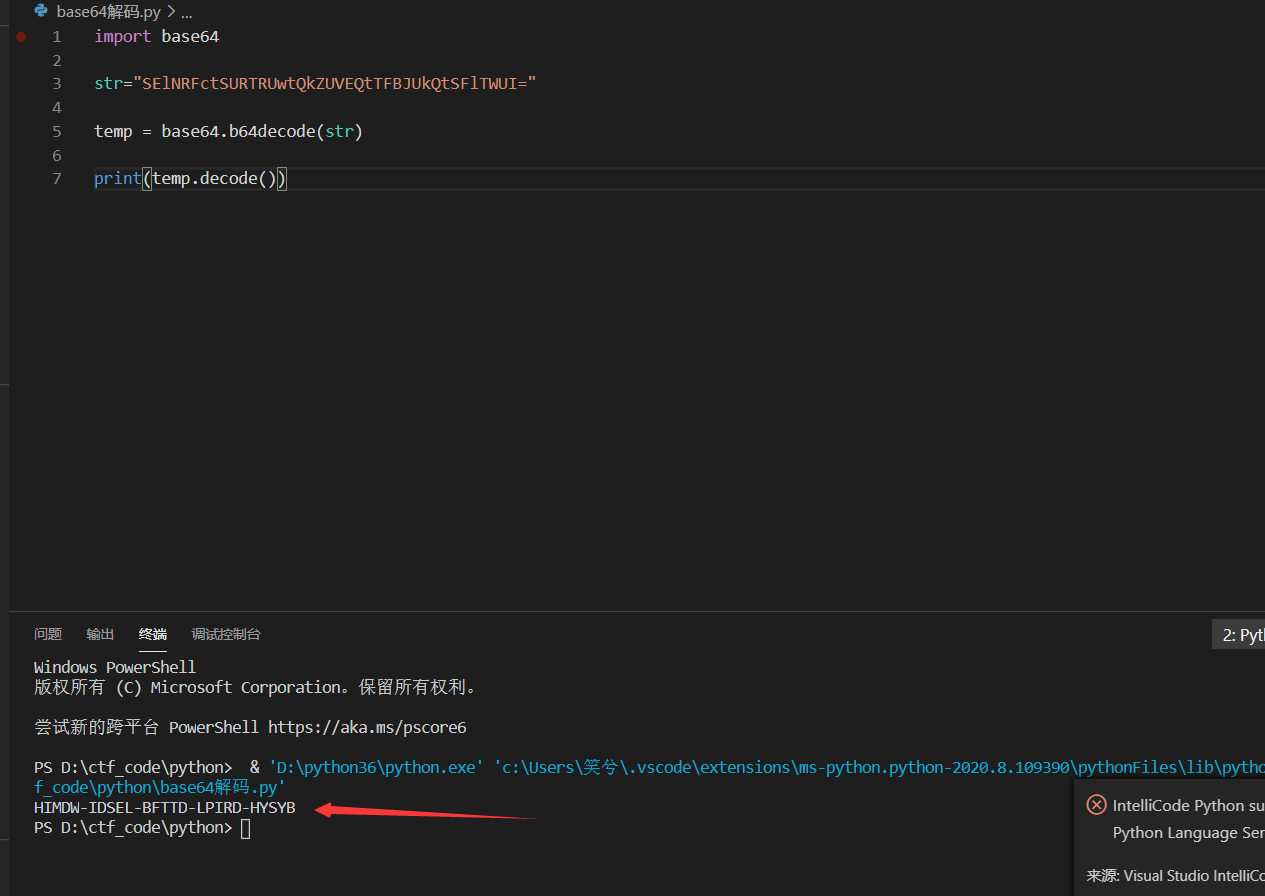 base64解码.py > ...
1 import base64
2
3 str="SElNRFctSURTRUwtQkZUVEQtTFBJUkQtSFlTWUI="
4
5 temp = base64.b64decode(str)
6
7 print(temp.decode())
问题 输出 终端 调试控制台 2: Pyth
Windows PowerShell
版权所有 (C) Microsoft Corporation。保留所有权利。
尝试新的跨平台 PowerShell https://aka.ms/pscore6
PS D:\ctf_code\python> & 'D:\python36\python.exe' 'c:\Users\笑兮\.vscode\extensions\ms-python.python-2020.8.109390\pythonFiles\lib\pytho
f_code\python\base64解码.py'
HIMDW-IDSEL-BFTTD-LPIRD-HYSYB
PS D:\ctf_code\python>
IntelliCode Python su
Python Language Ser
来源: Visual Studio IntelliCo